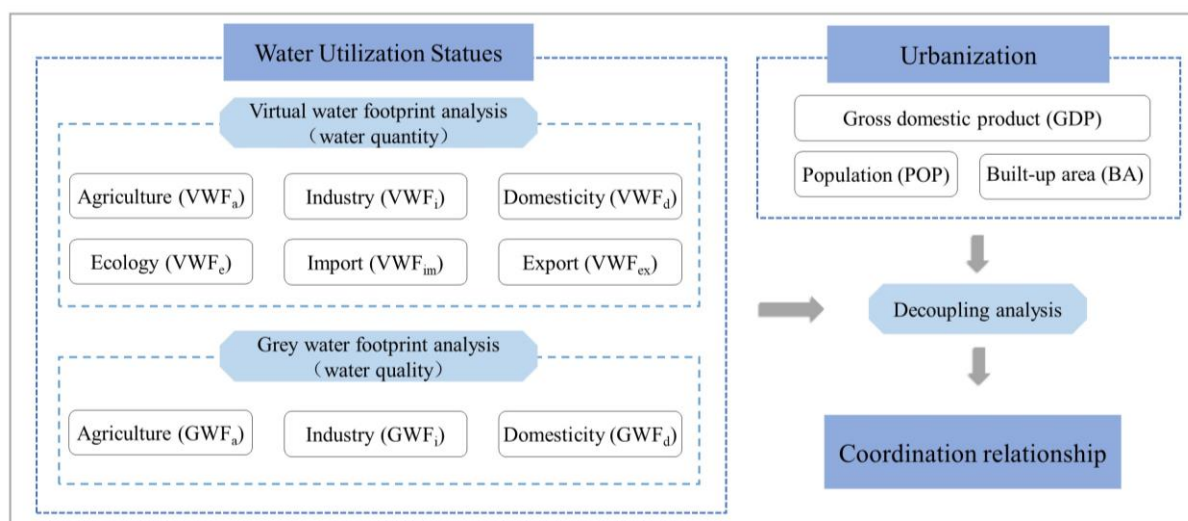 Water Utilization Statues
Virtual water footprint analysis
（water quantity）
Agriculture (VWFa)
Industry (VWFi)
Domesticity (VWFd)
Ecology (VWFe)
Import (VWFim)
Export (VWFex)
Grey water footprint analysis
（water quality）
Agriculture (GWFa)
Industry (GWFi)
Domesticity (GWFd)
Urbanization
Gross domestic product (GDP)
Population (POP)
Built-up area (BA)
Decoupling analysis
Coordination relationship